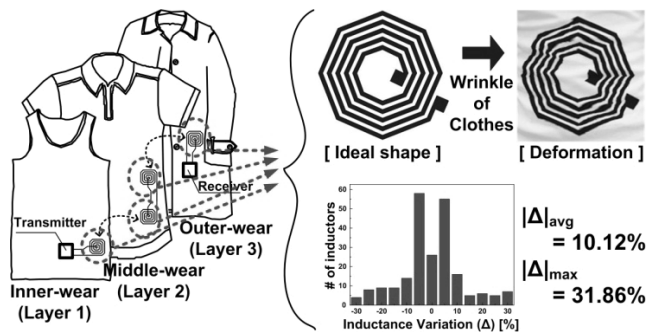 Transmitter
Receiver
Inner-wear
(Layer 1)
Middle-wear
(Layer 2)
Outer-wear
(Layer 3)
Wrinkle
of
Clothes
[ Ideal shape ]
[ Deformation ]
# of inductors
60
50
40
30
20
10
0
-30 -20 -10 0 10 20 30
Inductance Variation (Δ) [%]
|Δ|avg
= 10.12%
|Δ|max
= 31.86%